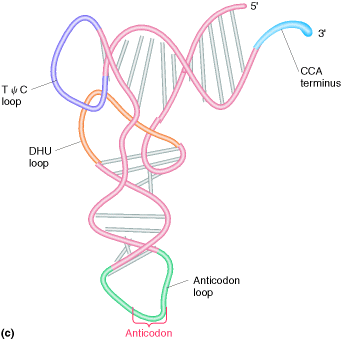 5'
3'
CCA
terminus
T ψ C
loop
DHU
loop
Anticodon
loop
(c)
Anticodon